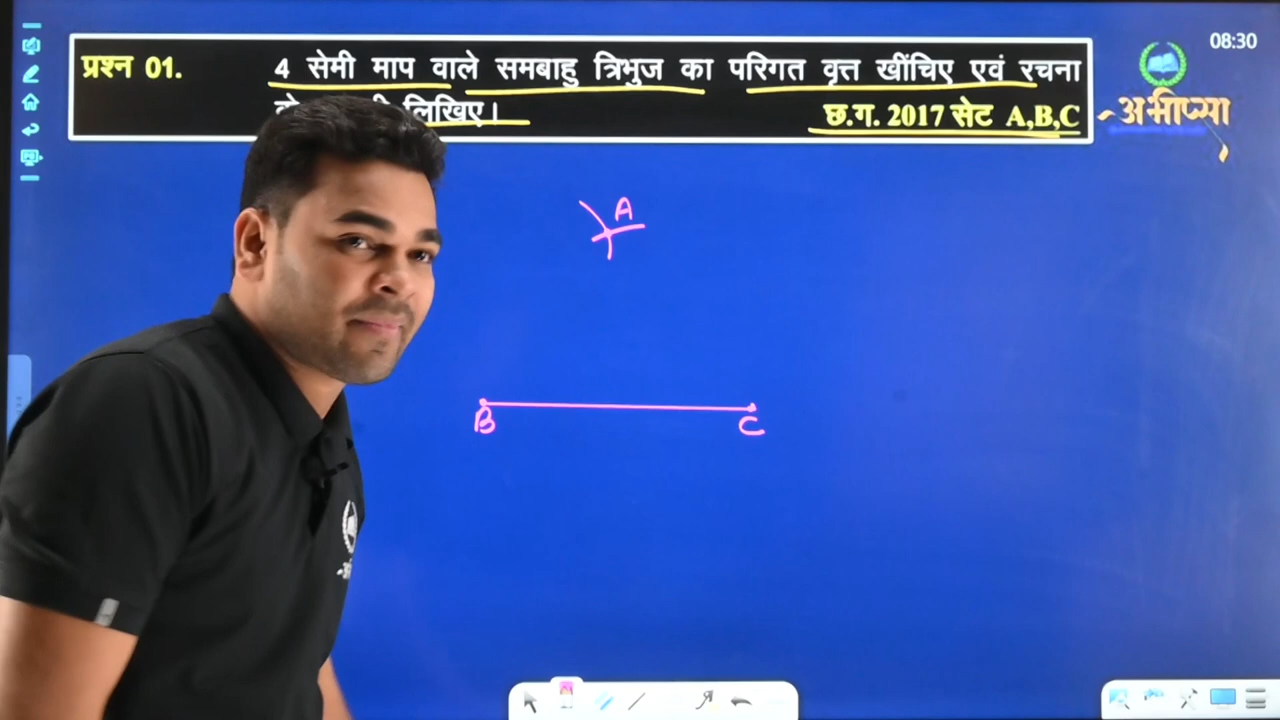 08:30
प्रश्न 01. 4 सेमी माप वाले समबाहु त्रिभुज का परिगत वृत्त खींचिए एवं रचना
लिखिए।
छ.ग. 2017 सेट A,B,C
अभीप्सा
A
B
C